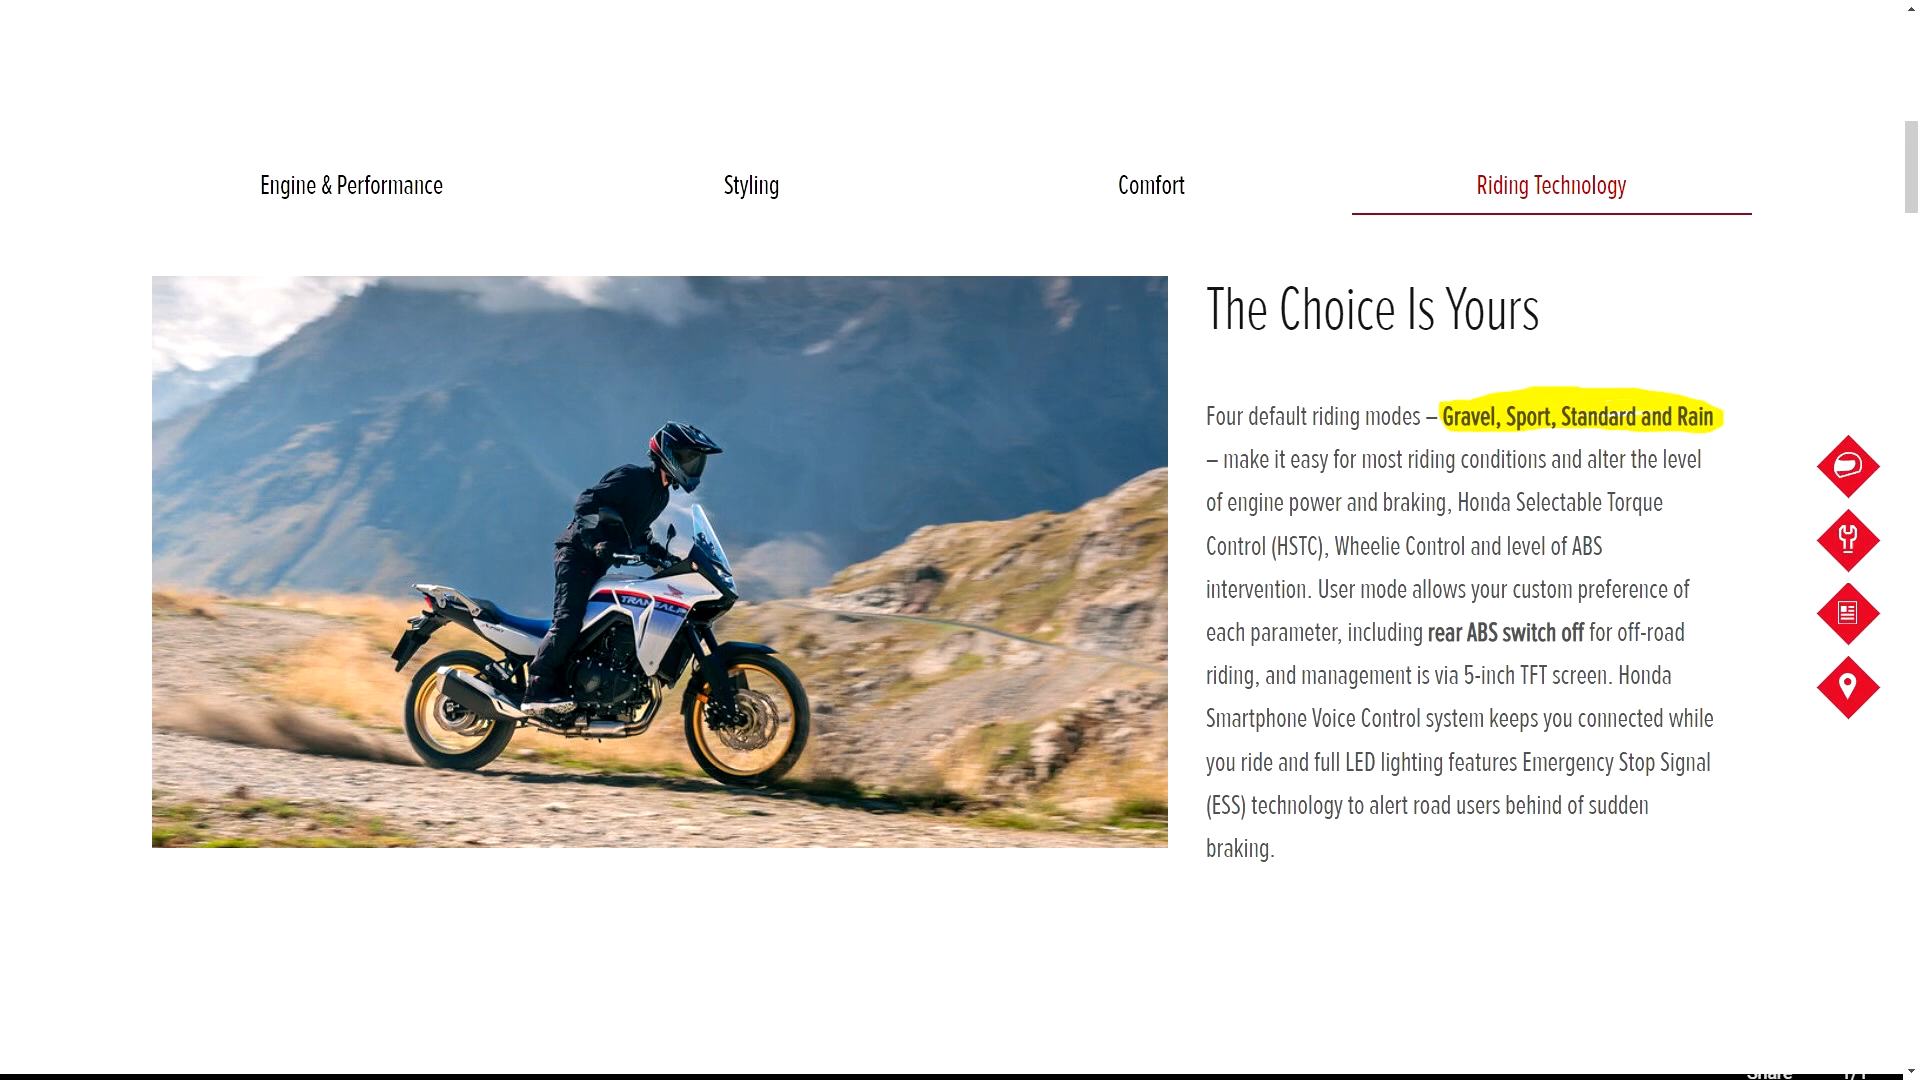 Engine & Performance
Styling
Comfort
Riding Technology
The Choice Is Yours
Four default riding modes – Gravel, Sport, Standard and Rain
– make it easy for most riding conditions and alter the level
of engine power and braking, Honda Selectable Torque
Control (HSTC), Wheelie Control and level of ABS
intervention. User mode allows your custom preference of
each parameter, including rear ABS switch off for off-road
riding, and management is via 5-inch TFT screen. Honda
Smartphone Voice Control system keeps you connected while
you ride and full LED lighting features Emergency Stop Signal
(ESS) technology to alert road users behind of sudden
braking.
TRANSALP
Share
1/1